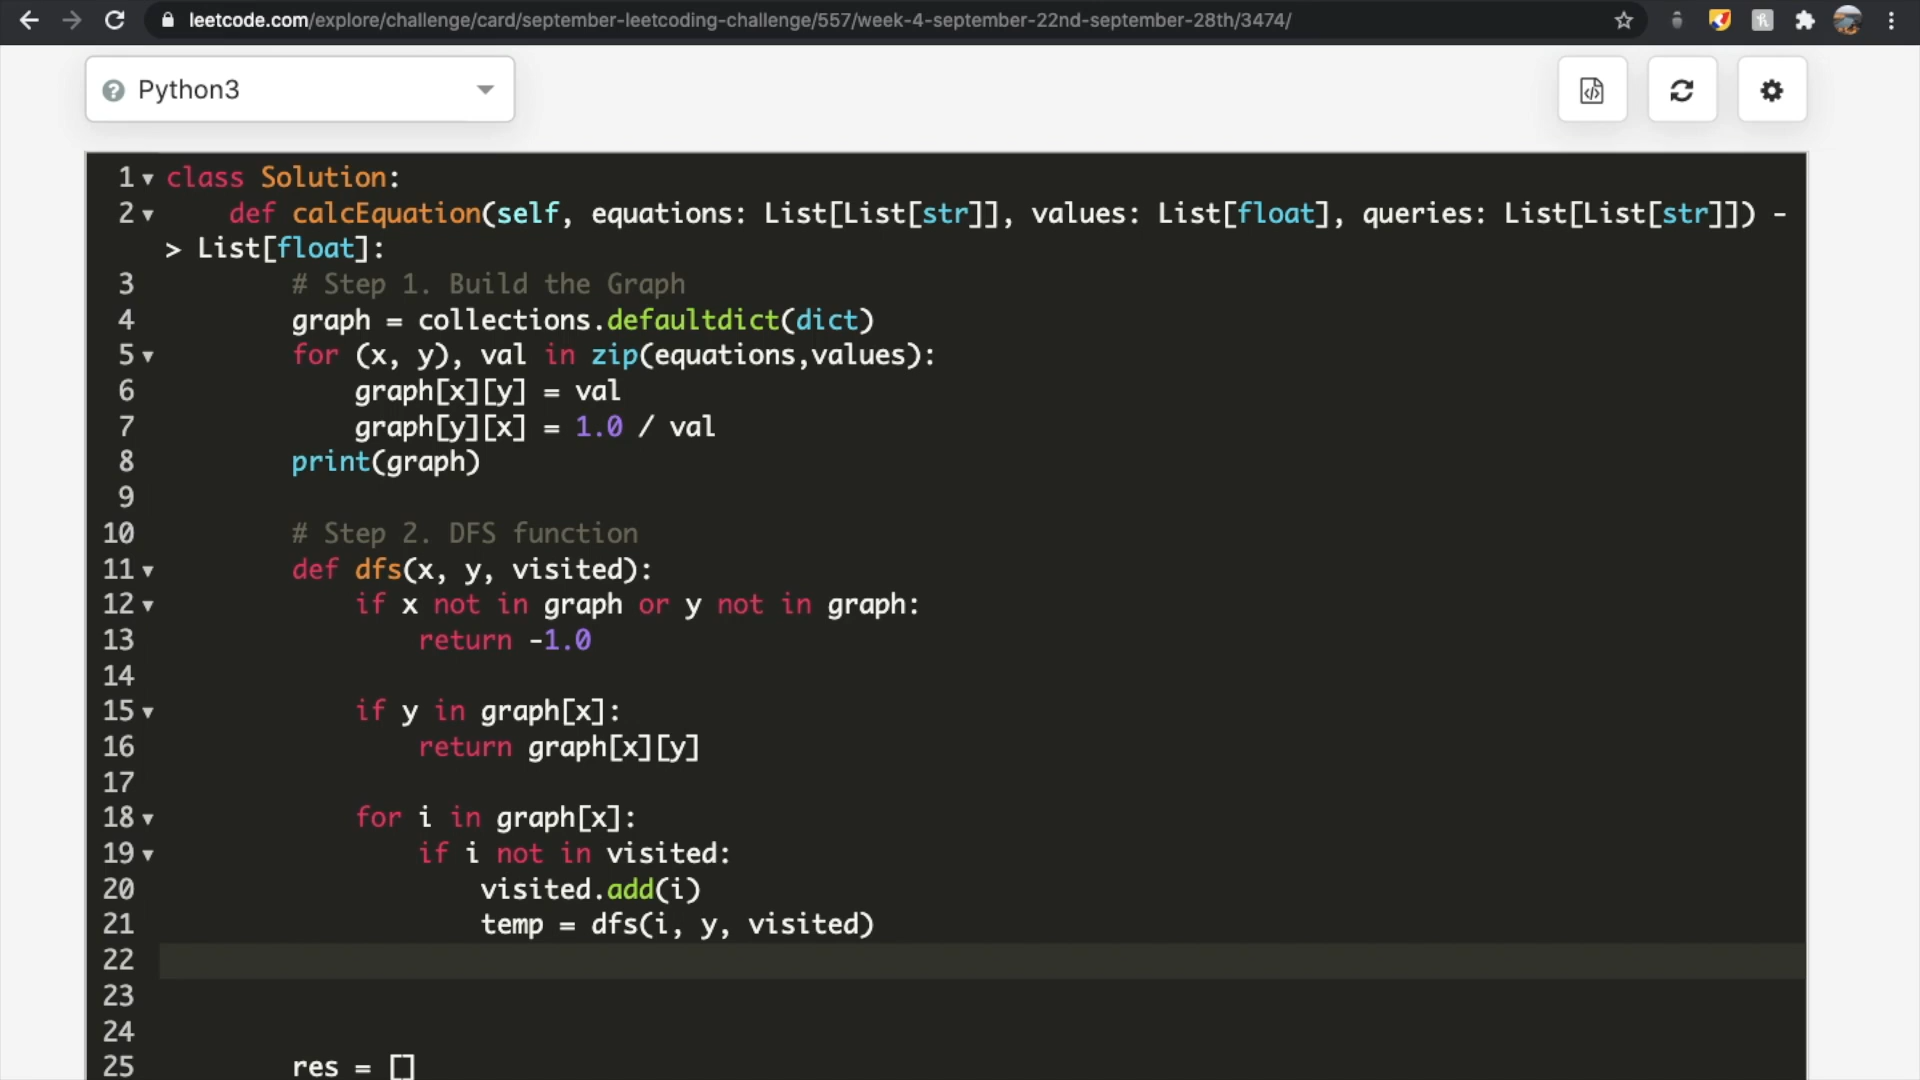 leetcode.com/explore/challenge/card/september-leetcoding-challenge/557/week-4-september-22nd-september-28th/3474/
Python3
1 class Solution:
2     def calcEquation(self, equations: List[List[str]], values: List[float], queries: List[List[str]]) -
> List[float]:
3         # Step 1. Build the Graph
4         graph = collections.defaultdict(dict)
5         for (x, y), val in zip(equations,values):
6             graph[x][y] = val
7             graph[y][x] = 1.0 / val
8         print(graph)
9
10         # Step 2. DFS function
11         def dfs(x, y, visited):
12             if x not in graph or y not in graph:
13                 return -1.0
14
15             if y in graph[x]:
16                 return graph[x][y]
17
18             for i in graph[x]:
19                 if i not in visited:
20                     visited.add(i)
21                     temp = dfs(i, y, visited)
22
23
24
25         res = []